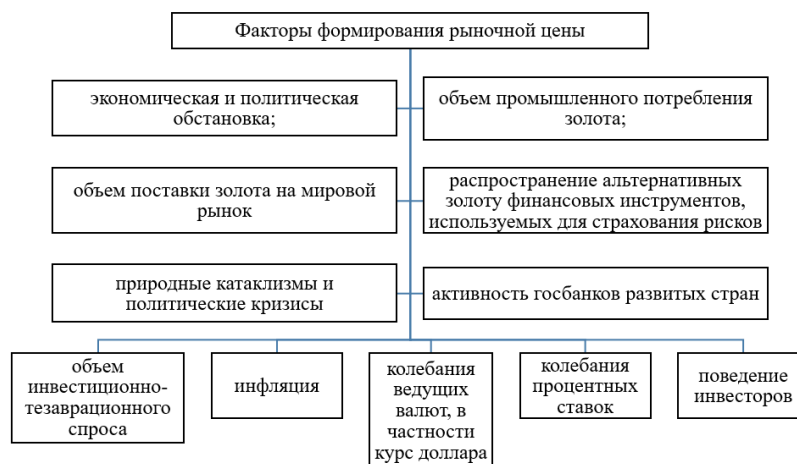 Факторы формирования рыночной цены
экономическая и политическая
обстановка;
объем промышленного потребления
золота;
объем поставки золота на мировой
рынок
распространение альтернативных
золоту финансовых инструментов,
используемых для страхования рисков
природные катаклизмы и
политические кризисы
активность госбанков развитых стран
объем
инвестиционно-
тезаврационного
спроса
инфляция
колебания
ведущих
валют, в
частности
курс доллара
колебания
процентных
ставок
поведение
инвесторов